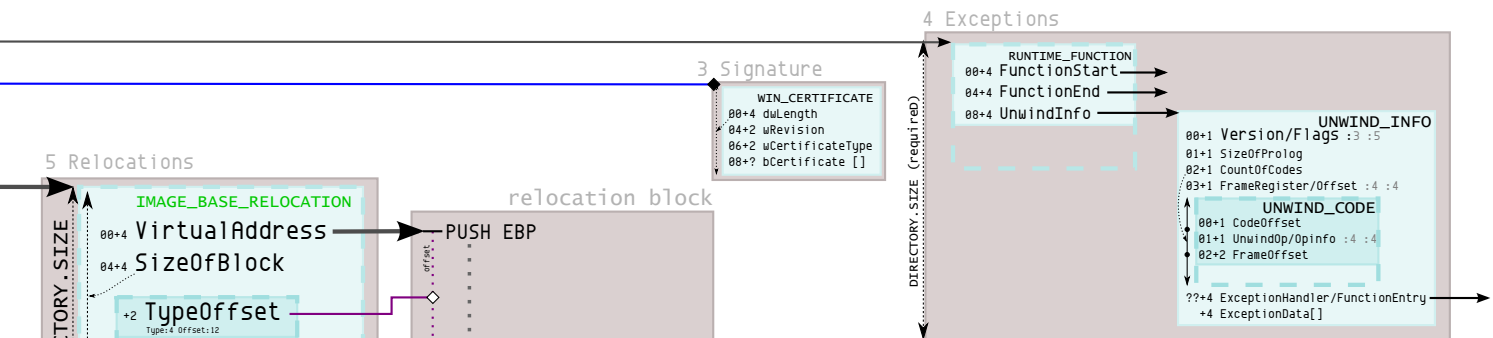 4 Exceptions
RUNTIME_FUNCTION
00+4 FunctionStart
04+4 FunctionEnd
08+4 UnwindInfo
DIRECTORY.SIZE (requireD)
UNWIND_INFO
00+1 Version/Flags :3 :5
01+1 SizeOfProlog
02+1 CountOfCodes
03+1 FrameRegister/Offset :4 :4
UNWIND_CODE
00+1 CodeOffset
01+1 UnwindOp/Opinfo :4 :4
02+2 FrameOffset
??+4 ExceptionHandler/FunctionEntry
+4 ExceptionData[]
3 Signature
WIN_CERTIFICATE
00+4 dwLength
04+2 wRevision
06+2 wCertificateType
08+? bCertificate []
5 Relocations
IMAGE_BASE_RELOCATION
00+4 VirtualAddress
04+4 SizeOfBlock
+2 TypeOffset
Type:4 Offset:12
TORY.SIZE
relocation block
PUSH EBP
offset